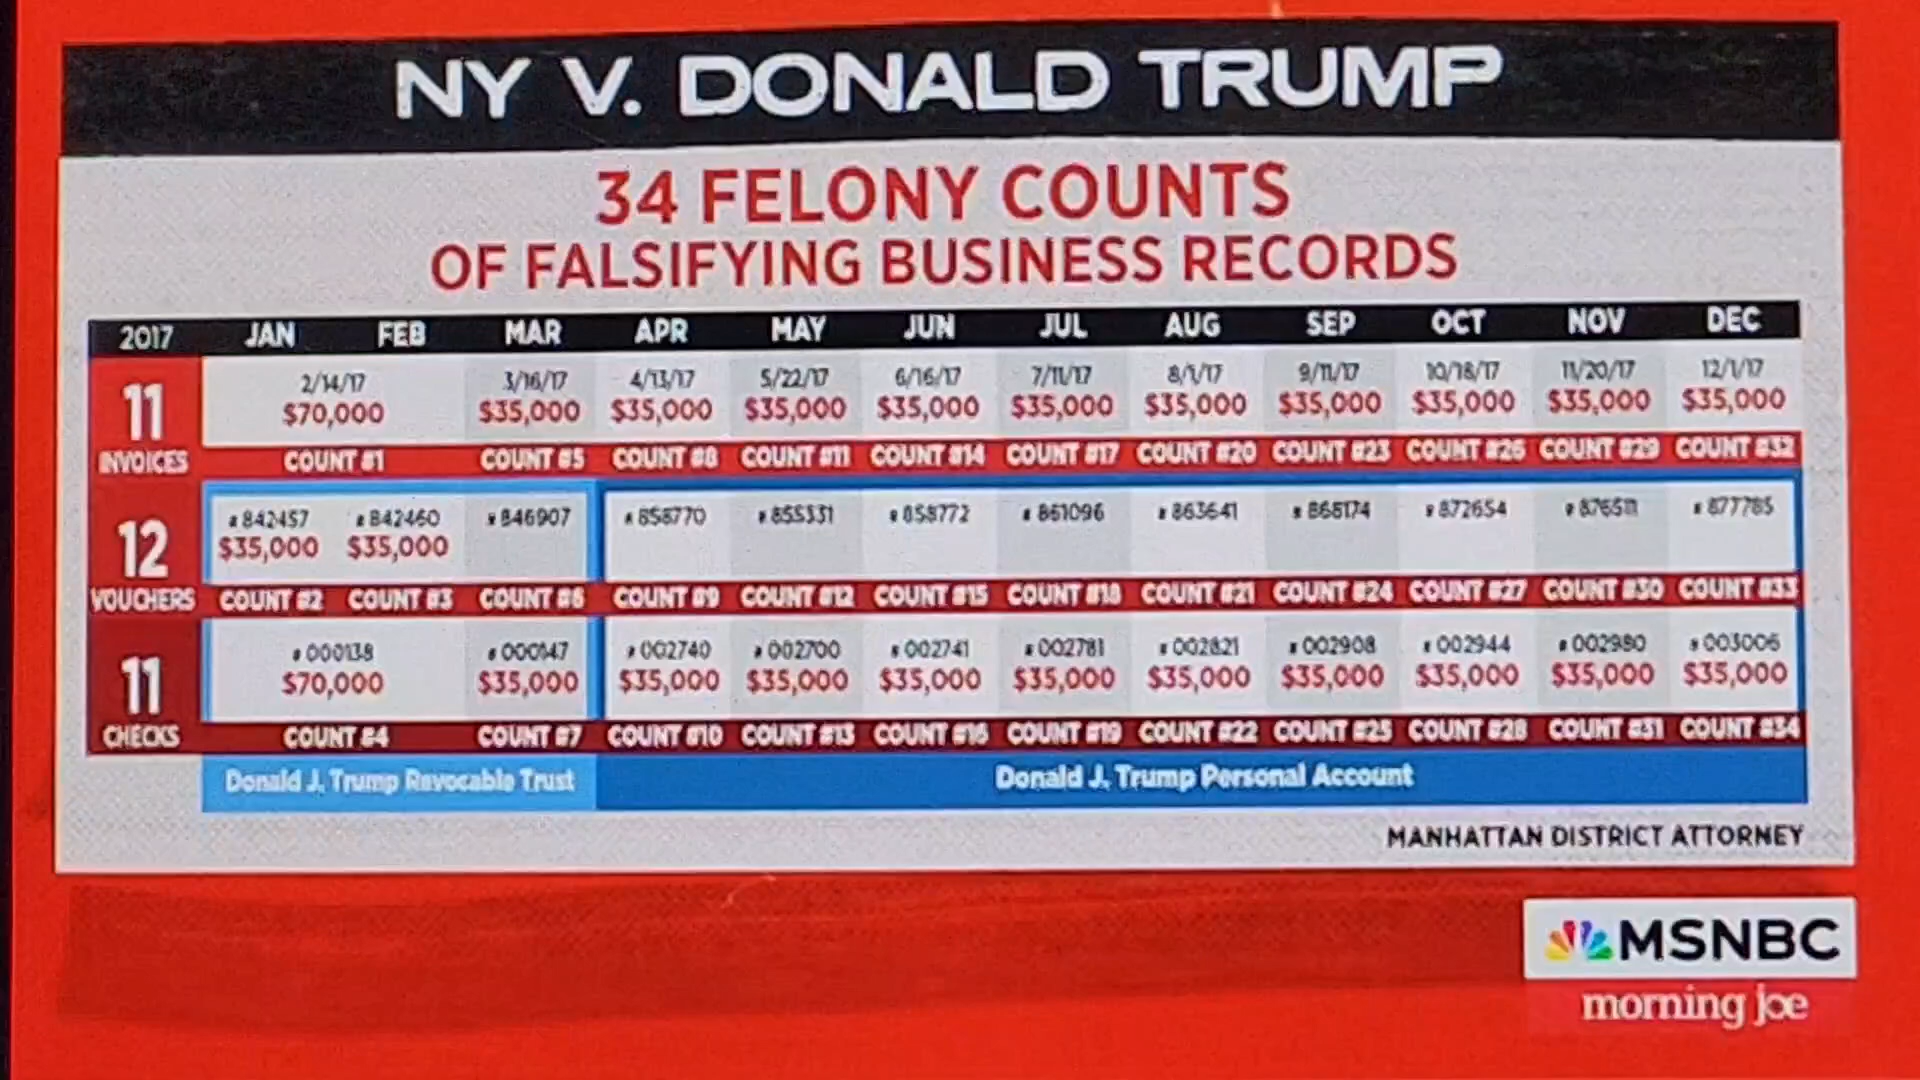 NY V. DONALD TRUMP
34 FELONY COUNTS
OF FALSIFYING BUSINESS RECORDS
2017 JAN FEB MAR APR MAY JUN JUL AUG SEP OCT NOV DEC
11 INVOICES
2/14/17 3/16/17 4/13/17 5/22/17 6/16/17 7/11/17 8/1/17 9/11/17 10/18/17 11/20/17 12/1/17
$70,000 $35,000 $35,000 $35,000 $35,000 $35,000 $35,000 $35,000 $35,000 $35,000 $35,000
COUNT #1 COUNT #5 COUNT #8 COUNT #11 COUNT #14 COUNT #17 COUNT #20 COUNT #23 COUNT #26 COUNT #29 COUNT #32
12 VOUCHERS
#842457 #842460 #846907 #855331 #858772 #861096 #863641 #868174 #872654 #876511 #877785
$35,000 $35,000
COUNT #2 COUNT #3 COUNT #6 COUNT #9 COUNT #12 COUNT #15 COUNT #18 COUNT #21 COUNT #24 COUNT #27 COUNT #30 COUNT #33
11 CHECKS
#000138 #000147 #002740 #002700 #002741 #002781 #002821 #002908 #002944 #002980 #003006
$70,000 $35,000 $35,000 $35,000 $35,000 $35,000 $35,000 $35,000 $35,000 $35,000 $35,000
COUNT #4 COUNT #7 COUNT #10 COUNT #13 COUNT #16 COUNT #19 COUNT #22 COUNT #25 COUNT #28 COUNT #31 COUNT #34
Donald J. Trump Revocable Trust Donald J. Trump Personal Account
MANHATTAN DISTRICT ATTORNEY
MSNBC
morning joe